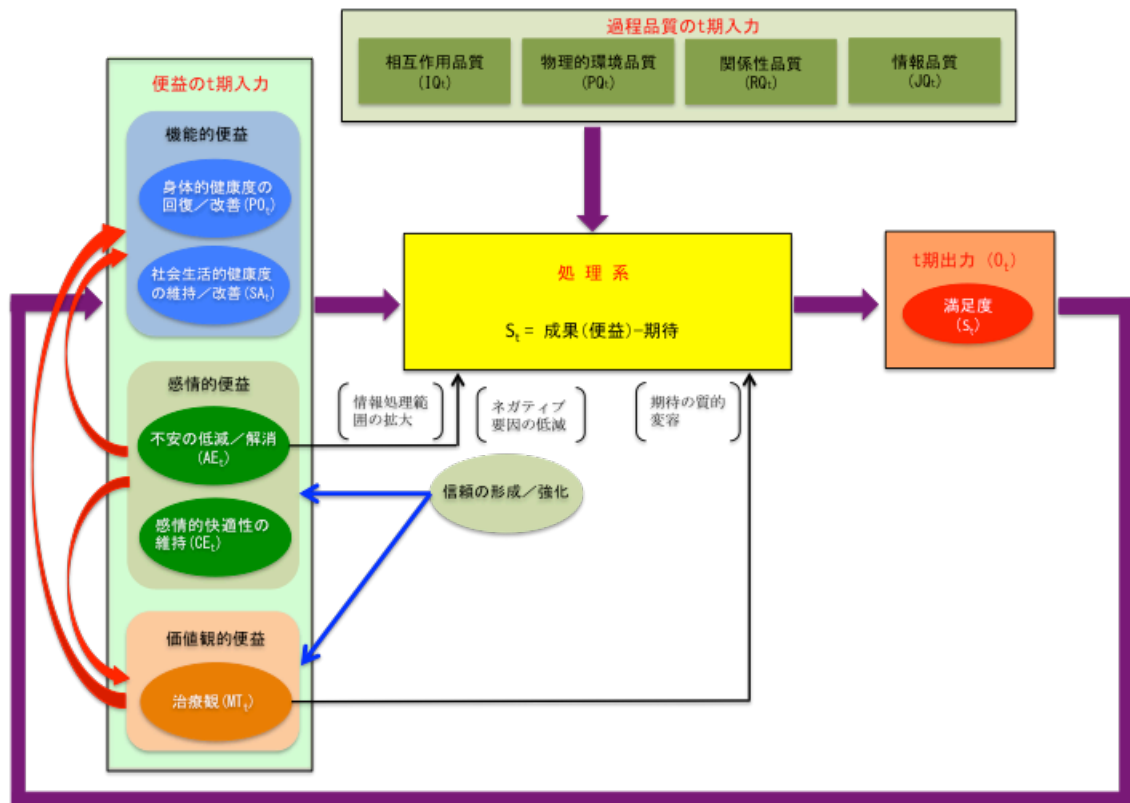 過程品質のt期入力
相互作用品質
(IQt)
物理的環境品質
(PQt)
関係性品質
(RQt)
情報品質
(JQt)
便益のt期入力
機能的便益
身体的健康度の
回復／改善(POt)
社会生活的健康度
の維持／改善(SAt)
感情的便益
不安の低減／解消
(AEt)
感情的快適性の
維持(CEt)
価値観的便益
治療観(MTt)
処 理 系
St = 成果(便益)−期待
情報処理範
囲の拡大
ネガティブ
要因の低減
期待の質的
変容
信頼の形成／強化
t期出力（Ot）
満足度
(St)